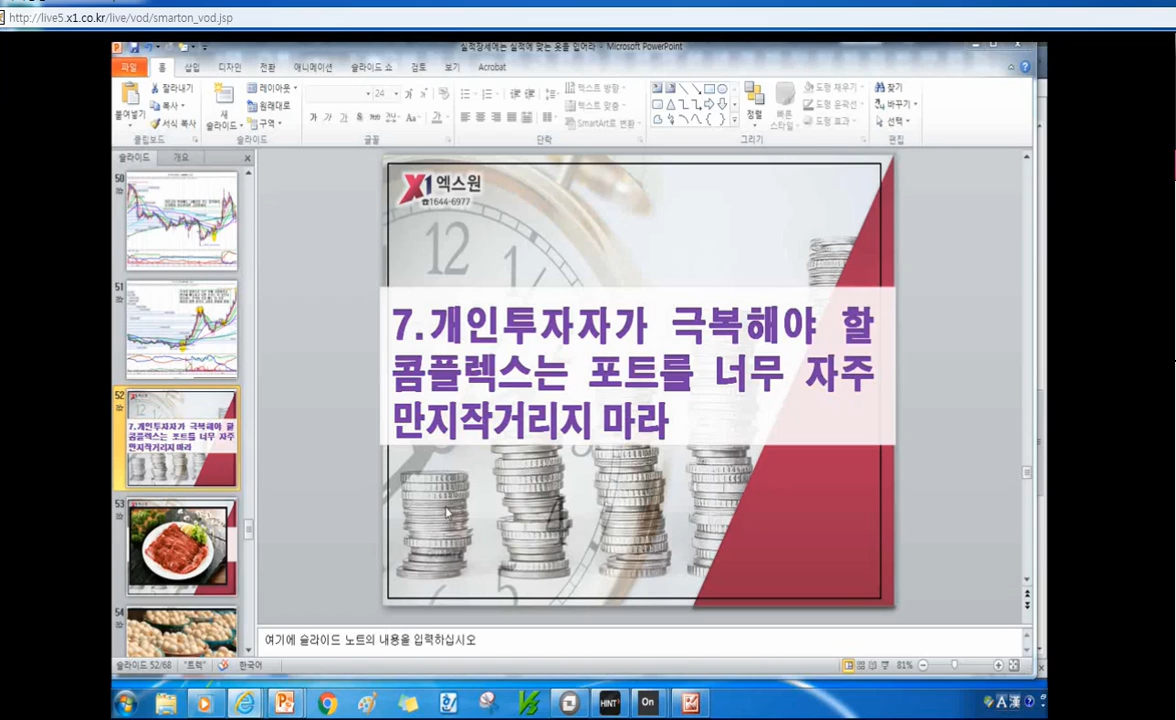 http://live5.x1.co.kr/live/vod/smarton_vod.jsp
실적장세에는 실적에 맞는 옷을 입어라 - Microsoft PowerPoint
파일 홈 삽입 디자인 전환 애니메이션 슬라이드 쇼 검토 보기 Acrobat
붙여넣기
잘라내기
복사
서식 복사
클립보드
새 슬라이드
레이아웃
원래대로
구역
슬라이드
24
글꼴
텍스트 방향
텍스트 맞춤
SmartArt로 변환
단락
정렬
빠른 스타일
도형 채우기
도형 윤곽선
도형 효과
그리기
찾기
바꾸기
선택
편집
슬라이드 개요
50
51
52
7.개인투자자가 극복해야 할
콤플렉스는 포트를 너무 자주
만지작거리지 마라
53
54
X1 엑스원
☎1644-6977
12
1
7.개인투자자가 극복해야 할
콤플렉스는 포트를 너무 자주
만지작거리지 마라
여기에 슬라이드 노트의 내용을 입력하십시오
슬라이드 52/68 "트렉" 한국어
81%
HINT
On
A 漢